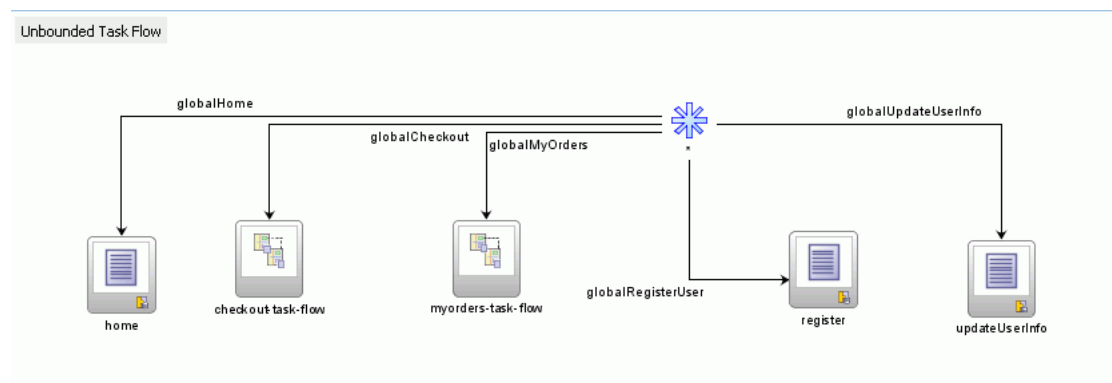 Unbounded Task Flow
globalHome
globalUpdateUserInfo
globalCheckout
globalMyOrders
*
globalRegisterUser
home
checkout-task-flow
myorders-task-flow
register
updateUserInfo